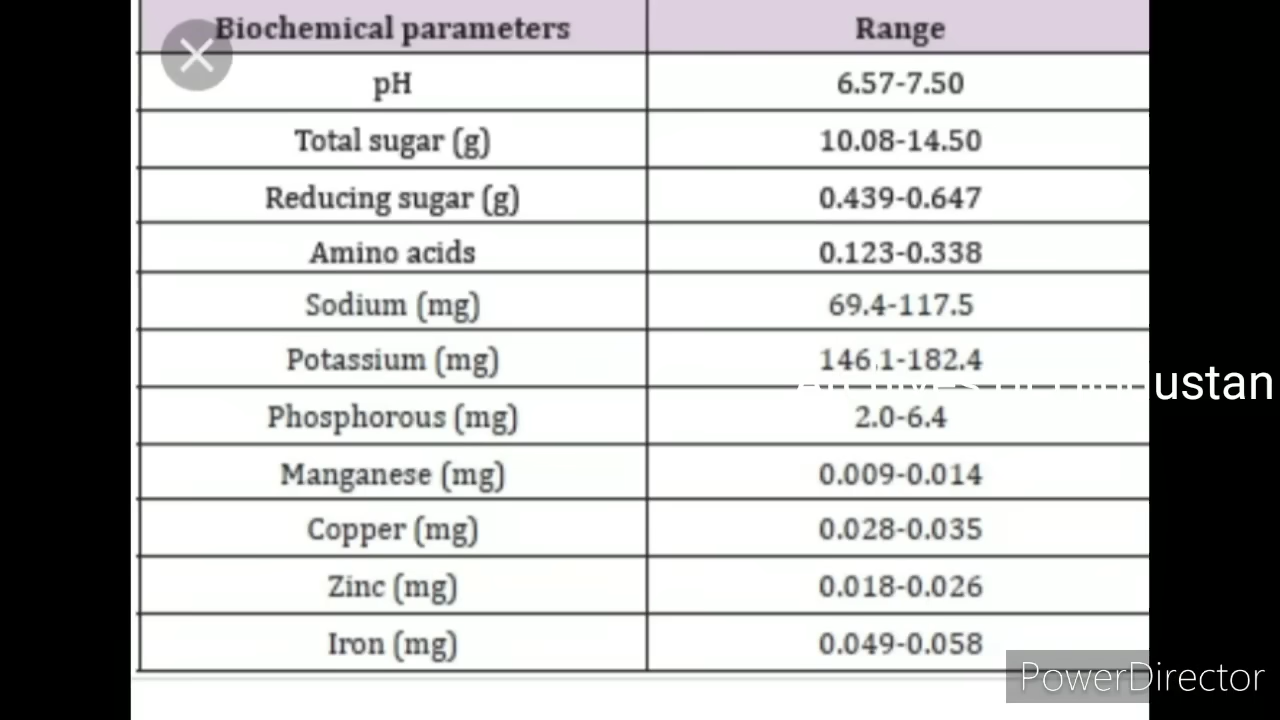 Biochemical parameters Range
pH 6.57-7.50
Total sugar (g) 10.08-14.50
Reducing sugar (g) 0.439-0.647
Amino acids 0.123-0.338
Sodium (mg) 69.4-117.5
Potassium (mg) 146.1-182.4
Phosphorous (mg) 2.0-6.4
Manganese (mg) 0.009-0.014
Copper (mg) 0.028-0.035
Zinc (mg) 0.018-0.026
Iron (mg) 0.049-0.058
PowerDirector